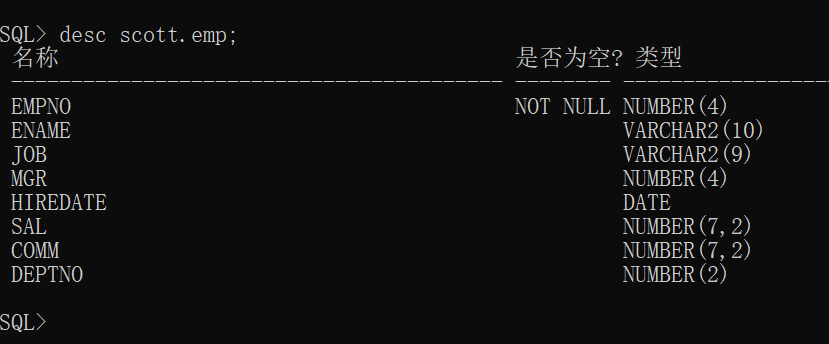 SQL> desc scott.emp;
名称 是否为空? 类型
----------------------------------------- -------- ----------------------------
EMPNO NOT NULL NUMBER(4)
ENAME VARCHAR2(10)
JOB VARCHAR2(9)
MGR NUMBER(4)
HIREDATE DATE
SAL NUMBER(7,2)
COMM NUMBER(7,2)
DEPTNO NUMBER(2)
SQL>